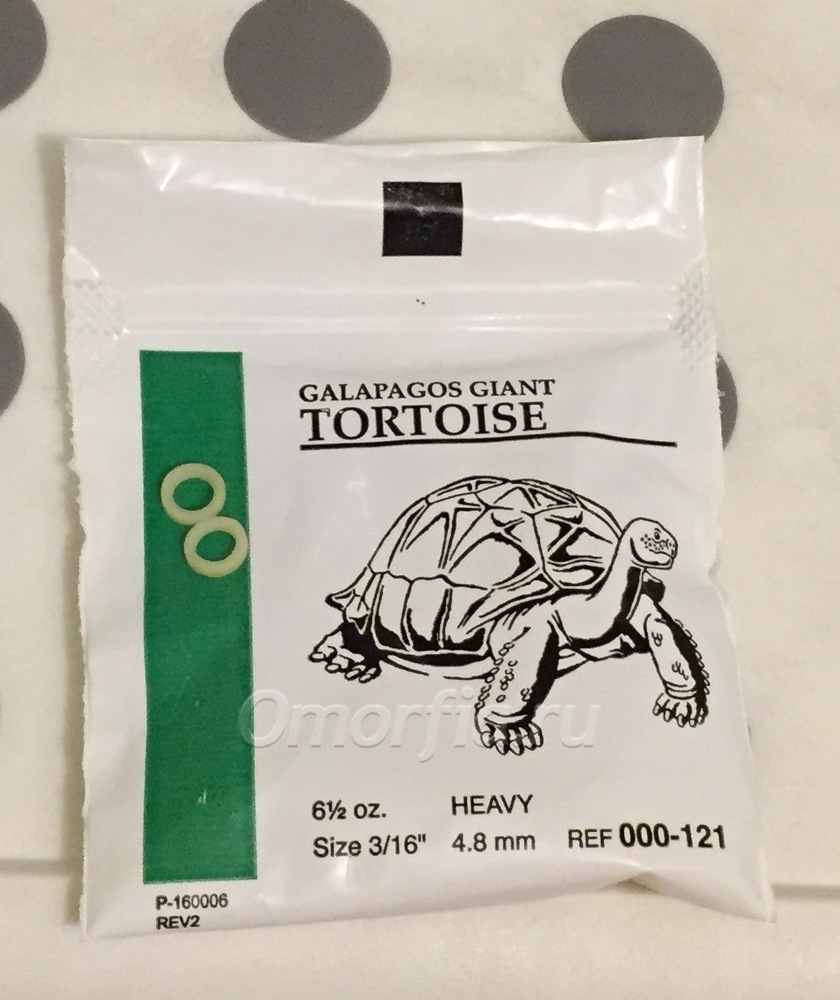 GALAPAGOS GIANT
TORTOISE
Omorfia.ru
6½ oz. HEAVY
Size 3/16" 4.8 mm REF 000-121
P-160006
REV2